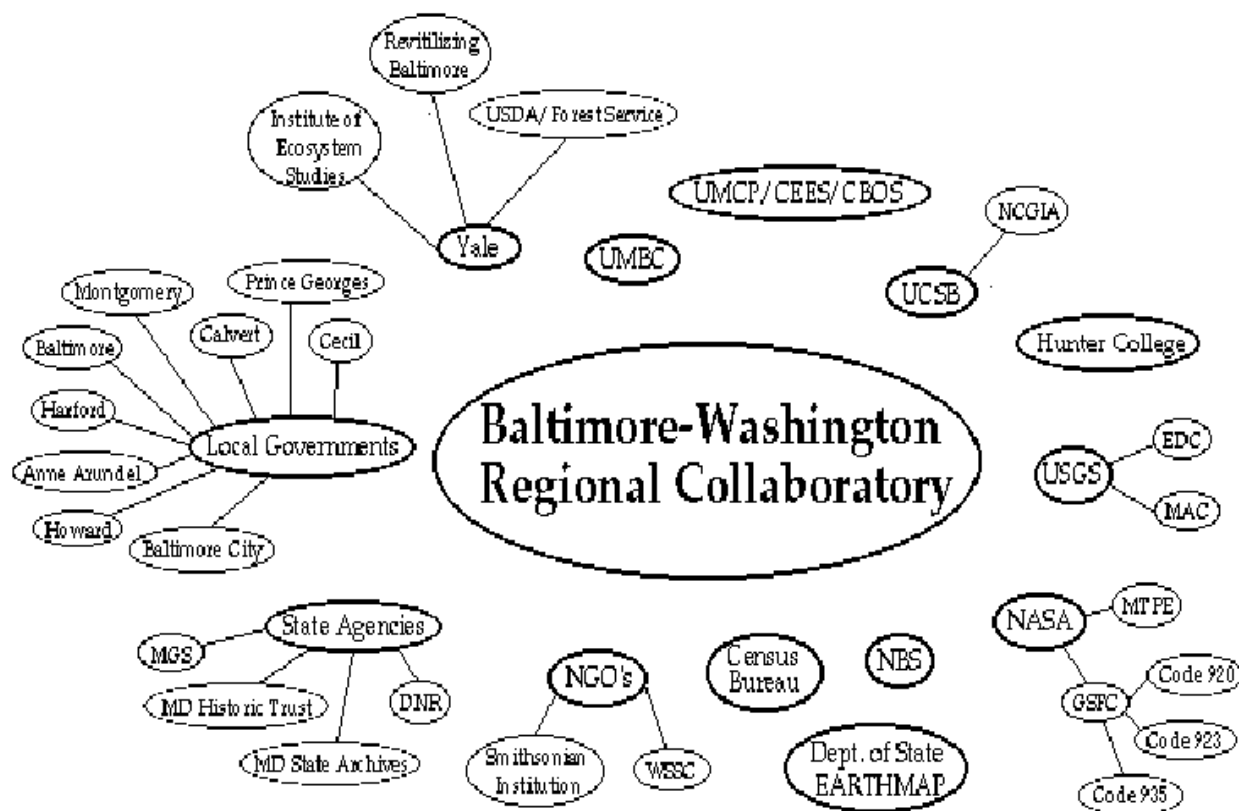 Revitilizing
Baltimore
USDA/ Forest Service
Institute of
Ecosystem
Studies
Yale
UMCP/ CEES/ CBOS
UMBC
NCGIA
UCSB
Hunter College
Prince Georges
Montgomery
Calvert
Cecil
Baltimore
Harford
Local Governments
Anne Arundel
Howard
Baltimore City
Baltimore-Washington
Regional Collaboratory
EDC
USGS
MAC
State Agencies
MGS
MD Historic Trust
DNR
MD State Archives
NGO's
Smithsonian
Institution
WSSC
Census
Bureau
NBS
Dept. of State
EARTHMAP
NASA
MTPE
GSFC
Code 920
Code 923
Code 935